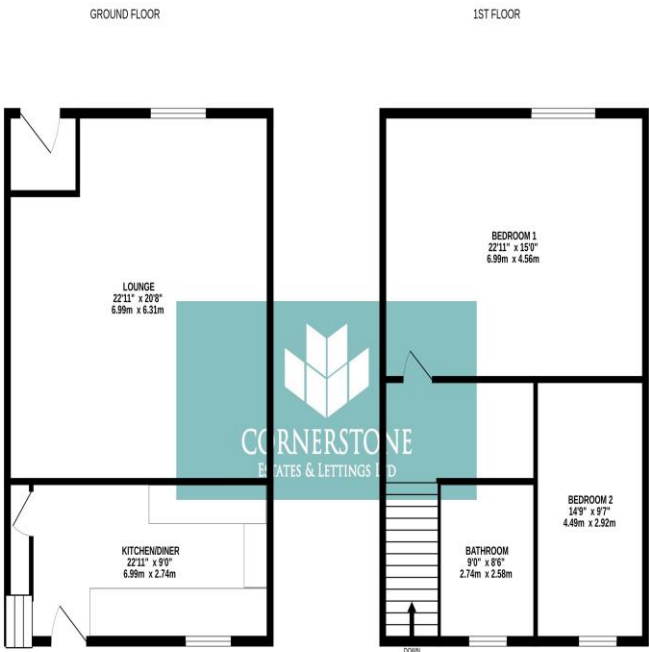 GROUND FLOOR
1ST FLOOR
LOUNGE
22'11" x 20'8"
6.99m x 6.31m
KITCHEN/DINER
22'11" x 9'0"
6.99m x 2.74m
BEDROOM 1
22'11" x 15'0"
6.99m x 4.56m
BEDROOM 2
14'9" x 9'7"
4.49m x 2.92m
BATHROOM
9'0" x 8'6"
2.74m x 2.58m
DOWN
CORNERSTONE
ESTATES & LETTINGS LTD